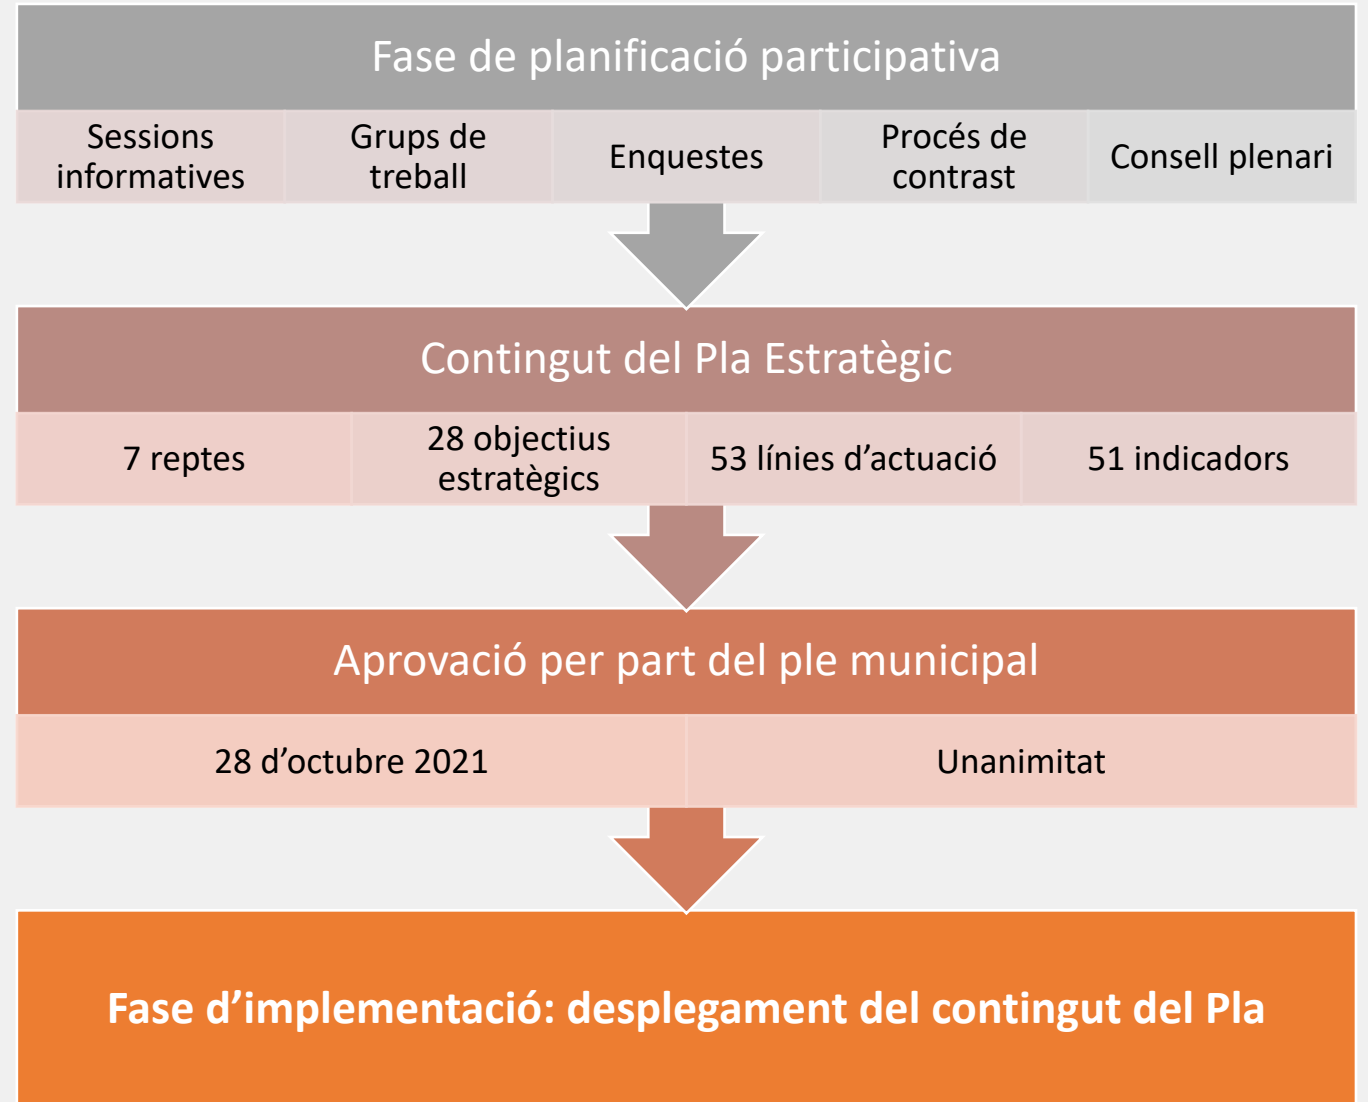 Fase de planificació participativa
Sessions
informatives
Grups de
treball
Enquestes
Procés de
contrast
Consell plenari
Contingut del Pla Estratègic
7 reptes
28 objectius
estratègics
53 línies d’actuació
51 indicadors
Aprovació per part del ple municipal
28 d’octubre 2021
Unanimitat
Fase d’implementació: desplegament del contingut del Pla